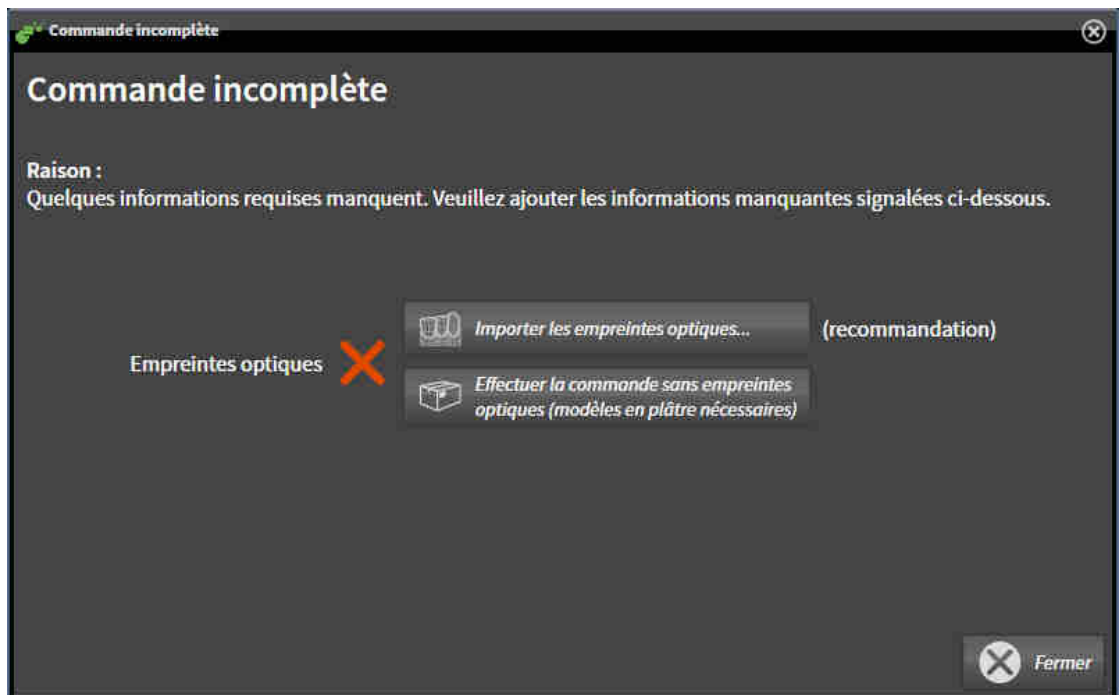 Commande incomplète
Commande incomplète
Raison :
Quelques informations requises manquent. Veuillez ajouter les informations manquantes signalées ci-dessous.
Importer les empreintes optiques...
(recommandation)
Empreintes optiques
Effectuer la commande sans empreintes
optiques (modèles en plâtre nécessaires)
Fermer